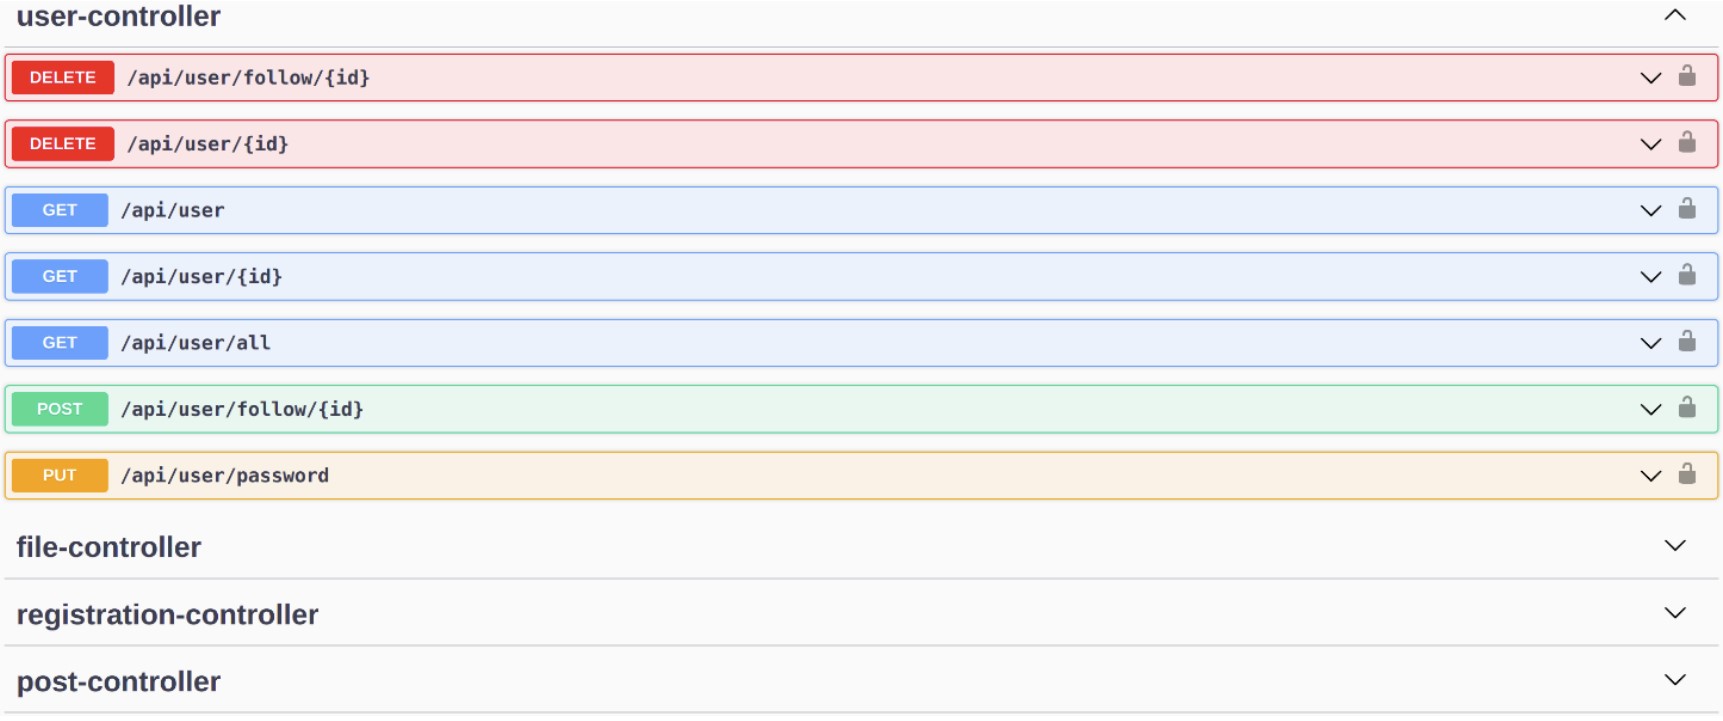 user-controller
DELETE /api/user/follow/{id}
DELETE /api/user/{id}
GET /api/user
GET /api/user/{id}
GET /api/user/all
POST /api/user/follow/{id}
PUT /api/user/password
file-controller
registration-controller
post-controller